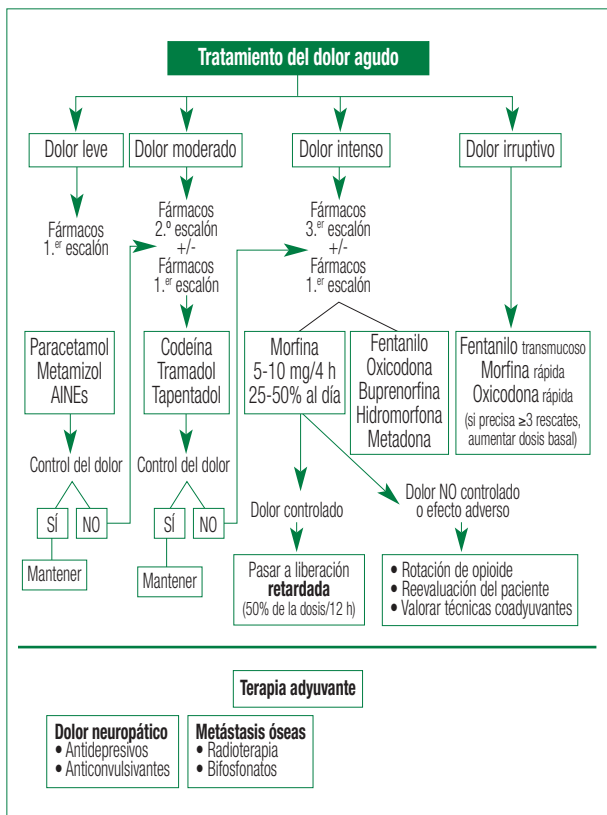 Tratamiento del dolor agudo
Dolor leve
Dolor moderado
Dolor intenso
Dolor irruptivo
Fármacos
1.er escalón
Fármacos
2.º escalón
+/-
Fármacos
1.er escalón
Fármacos
3.er escalón
+/-
Fármacos
1.er escalón
Paracetamol
Metamizol
AINEs
Codeína
Tramadol
Tapentadol
Morfina
5-10 mg/4 h
25-50% al día
Fentanilo
Oxicodona
Buprenorfina
Hidromorfona
Metadona
Fentanilo transmucoso
Morfina rápida
Oxicodona rápida
(si precisa ≥3 rescates,
aumentar dosis basal)
Control del dolor
SÍ
NO
Mantener
Control del dolor
SÍ
NO
Mantener
Dolor controlado
Pasar a liberación
retardada
(50% de la dosis/12 h)
Dolor NO controlado
o efecto adverso
• Rotación de opioide
• Reevaluación del paciente
• Valorar técnicas coadyuvantes
Terapia adyuvante
Dolor neuropático
• Antidepresivos
• Anticonvulsivantes
Metástasis óseas
• Radioterapia
• Bifosfonatos